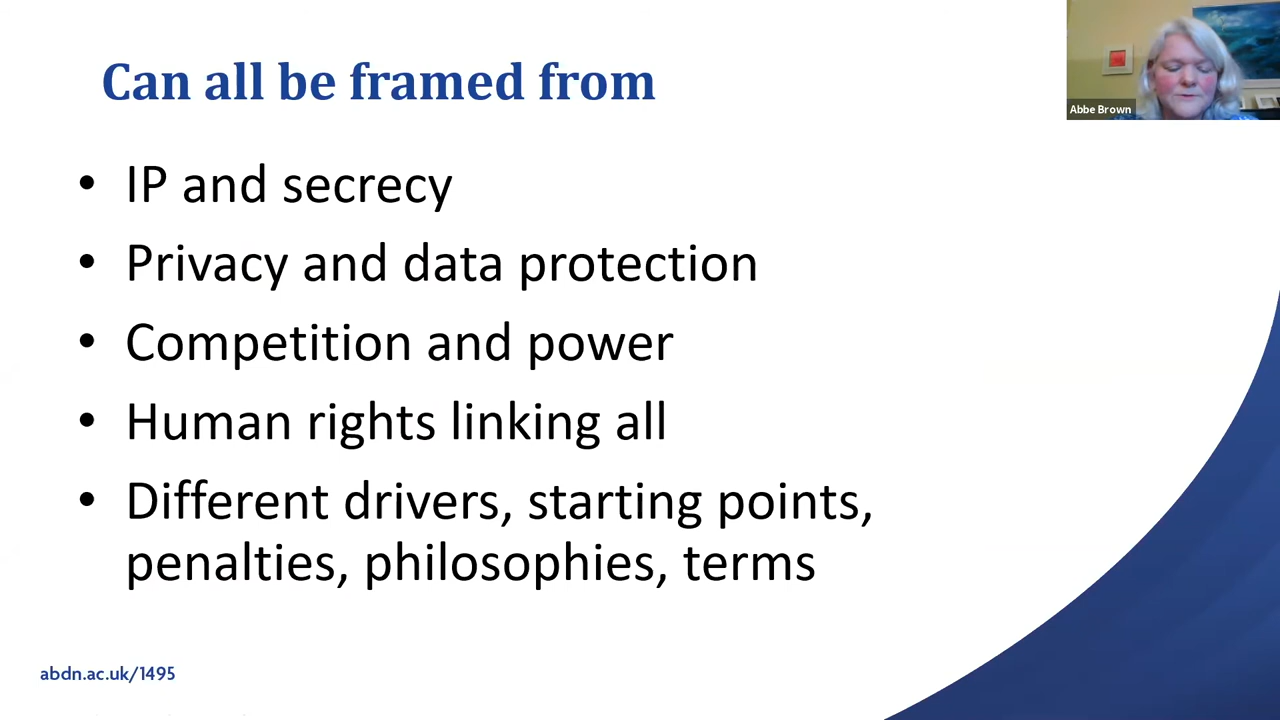 Can all be framed from
Abbe Brown
• IP and secrecy
• Privacy and data protection
• Competition and power
• Human rights linking all
• Different drivers, starting points,
penalties, philosophies, terms
abdn.ac.uk/1495